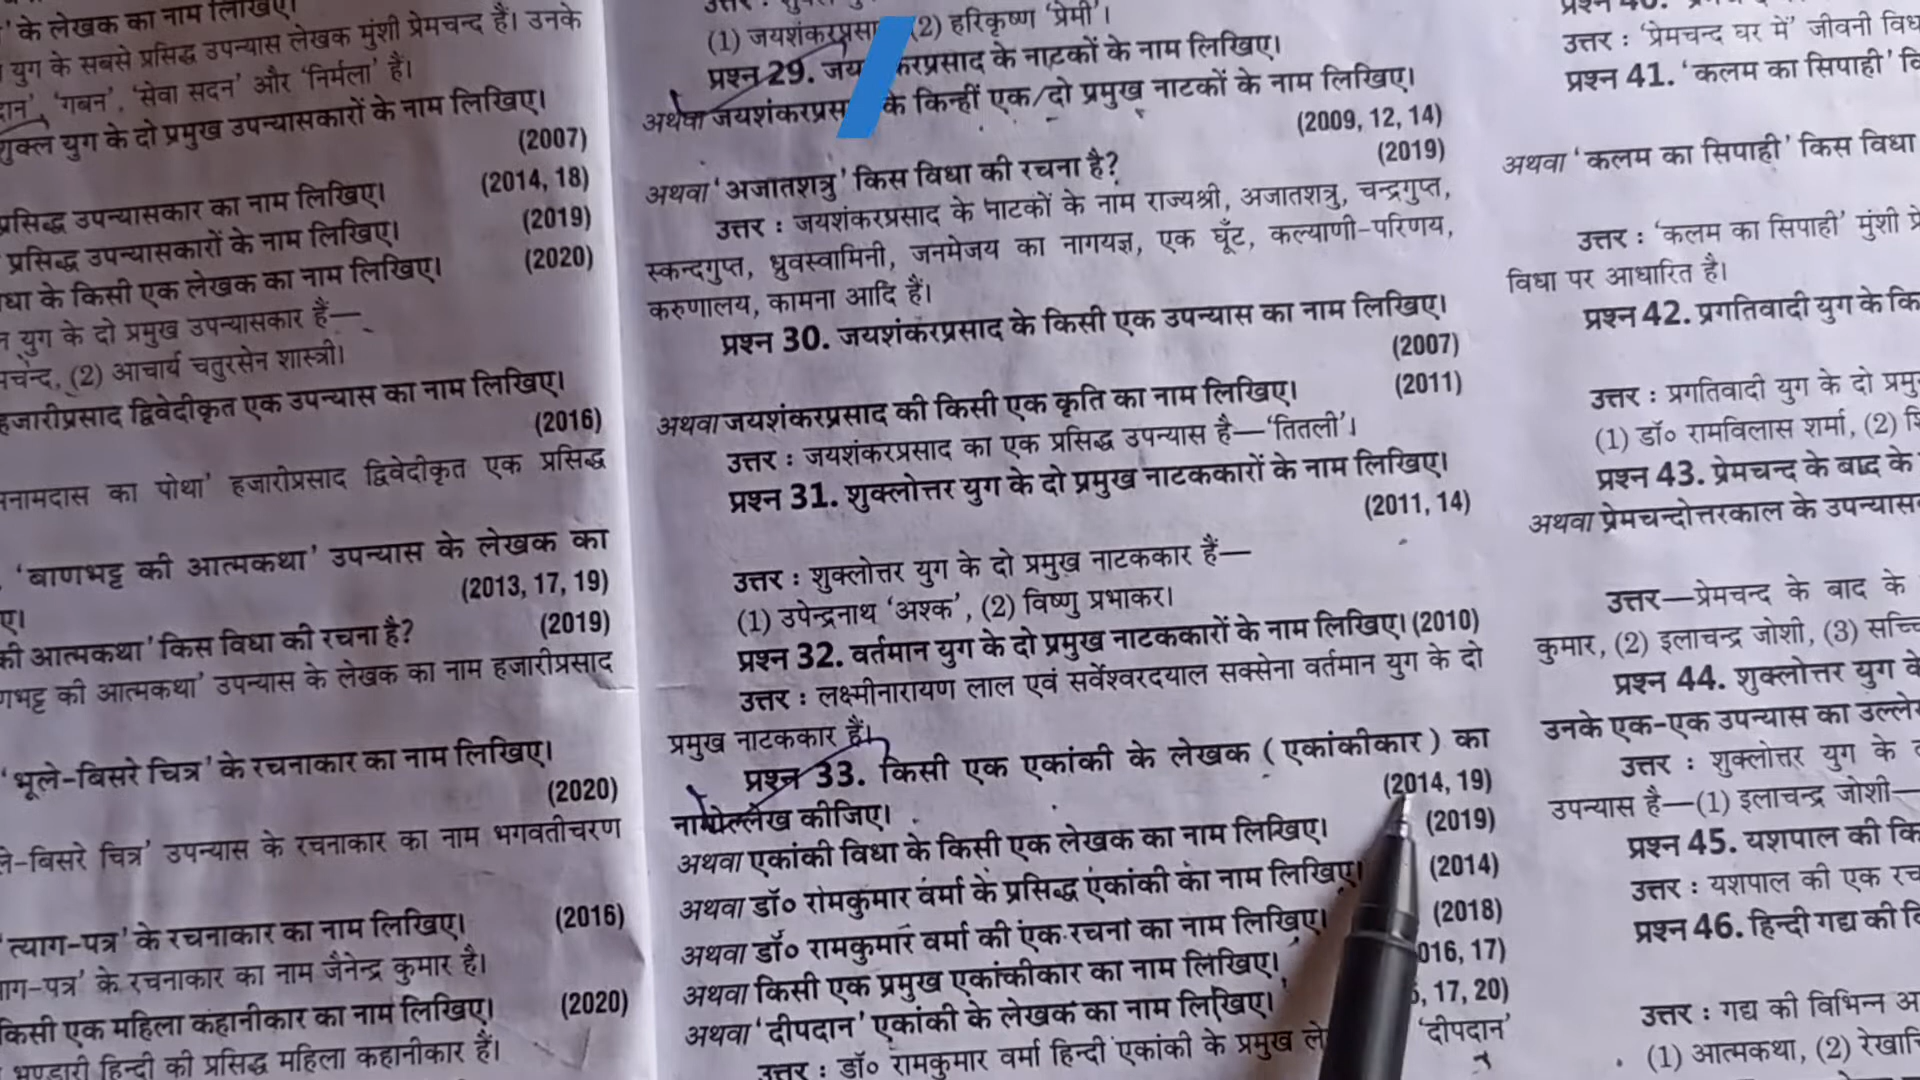 ' के लेखक का नाम लिखिए।
युग के सबसे प्रसिद्ध उपन्यास लेखक मुंशी प्रेमचन्द हैं। उनके
'गबन', 'सेवा सदन' और 'निर्मला' हैं।
शुक्ल युग के दो प्रमुख उपन्यासकारों के नाम लिखिए।
(2007)
प्रसिद्ध उपन्यासकार का नाम लिखिए। (2014, 18)
प्रसिद्ध उपन्यासकारों के नाम लिखिए। (2019)
के किसी एक लेखक का नाम लिखिए। (2020)
युग के दो प्रमुख उपन्यासकार हैं—
(2) आचार्य चतुरसेन शास्त्री।
हजारीप्रसाद द्विवेदीकृत एक उपन्यास का नाम लिखिए।
(2016)
का पोथा' हजारीप्रसाद द्विवेदीकृत एक प्रसिद्ध
'बाणभट्ट की आत्मकथा' उपन्यास के लेखक का
(2013, 17, 19)
की आत्मकथा' किस विधा की रचना है? (2019)
की आत्मकथा' उपन्यास के लेखक का नाम हजारीप्रसाद
'भूले-बिसरे चित्र' के रचनाकार का नाम लिखिए।
(2020)
चित्र' उपन्यास के रचनाकार का नाम भगवतीचरण
'त्याग-पत्र' के रचनाकार का नाम लिखिए। (2016)
के रचनाकार का नाम जैनेन्द्र कुमार है।
किसी एक महिला कहानीकार का नाम लिखिए। (2020)
हिन्दी की प्रसिद्ध महिला कहानीकार हैं।
(1) (2) हरिकृष्ण 'प्रेमी'।
प्रश्न 29. के नाटकों के नाम लिखिए।
अथवा के किन्हीं एक/दो प्रमुख नाटकों के नाम लिखिए।
(2009, 12, 14)
अथवा 'अजातशत्रु' किस विधा की रचना है? (2019)
उत्तर : जयशंकरप्रसाद के नाटकों के नाम राज्यश्री, अजातशत्रु, चन्द्रगुप्त,
स्कन्दगुप्त, ध्रुवस्वामिनी, जनमेजय का नागयज्ञ, एक घूँट, कल्याणी-परिणय,
करुणालय, कामना आदि हैं।
प्रश्न 30. जयशंकरप्रसाद के किसी एक उपन्यास का नाम लिखिए।
(2007)
अथवा जयशंकरप्रसाद की किसी एक कृति का नाम लिखिए। (2011)
उत्तर : जयशंकरप्रसाद का एक प्रसिद्ध उपन्यास है—'तितली'।
प्रश्न 31. शुक्लोत्तर युग के दो प्रमुख नाटककारों के नाम लिखिए।
(2011, 14)
उत्तर : शुक्लोत्तर युग के दो प्रमुख नाटककार हैं—
(1) उपेन्द्रनाथ 'अश्क', (2) विष्णु प्रभाकर।
प्रश्न 32. वर्तमान युग के दो प्रमुख नाटककारों के नाम लिखिए। (2010)
उत्तर : लक्ष्मीनारायण लाल एवं सर्वेश्वरदयाल सक्सेना वर्तमान युग के दो
प्रमुख नाटककार हैं।
प्रश्न 33. किसी एक एकांकी के लेखक (एकांकीकार) का
नामोल्लेख कीजिए। (2014, 19)
अथवा एकांकी विधा के किसी एक लेखक का नाम लिखिए। (2019)
अथवा डॉ० रामकुमार वर्मा के प्रसिद्ध एकांकी का नाम लिखिए। (2014)
अथवा डॉ० रामकुमार वर्मा की एक रचना का नाम लिखिए। (2018)
अथवा किसी एक प्रमुख एकांकीकार का नाम लिखिए। 17)
अथवा 'दीपदान' एकांकी के लेखक का नाम लिखिए। 17, 20)
उत्तर : डॉ० रामकुमार वर्मा हिन्दी एकांकी के प्रमुख 'दीपदान'
उत्तर : 'प्रेमचन्द घर में' जीवनी
प्रश्न 41. 'कलम का सिपाही'
अथवा 'कलम का सिपाही' किस विधा
उत्तर : 'कलम का सिपाही' मुंशी
विधा पर आधारित है।
प्रश्न 42. प्रगतिवादी युग के
उत्तर : प्रगतिवादी युग के दो
(1) डॉ० रामविलास शर्मा, (2)
प्रश्न 43. प्रेमचन्द के बाद के
अथवा प्रेमचन्दोत्तरकाल के
उत्तर—प्रेमचन्द के बाद के
कुमार, (2) इलाचन्द्र जोशी, (3)
प्रश्न 44. शुक्लोत्तर युग के
उनके एक-एक उपन्यास का
उत्तर : शुक्लोत्तर युग के
उपन्यास है—(1) इलाचन्द्र जोशी—
प्रश्न 45. यशपाल की
उत्तर : यशपाल की एक
प्रश्न 46. हिन्दी गद्य की
उत्तर : गद्य की विभिन्न
(1) आत्मकथा, (2)